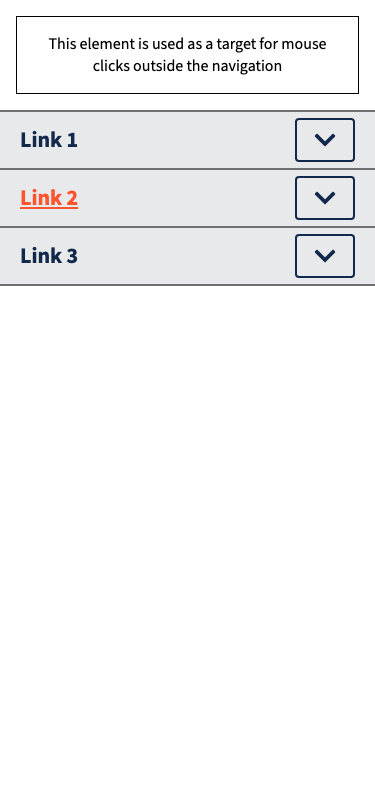 This element is used as a target for mouse
clicks outside the navigation
Link 1
Link 2
Link 3